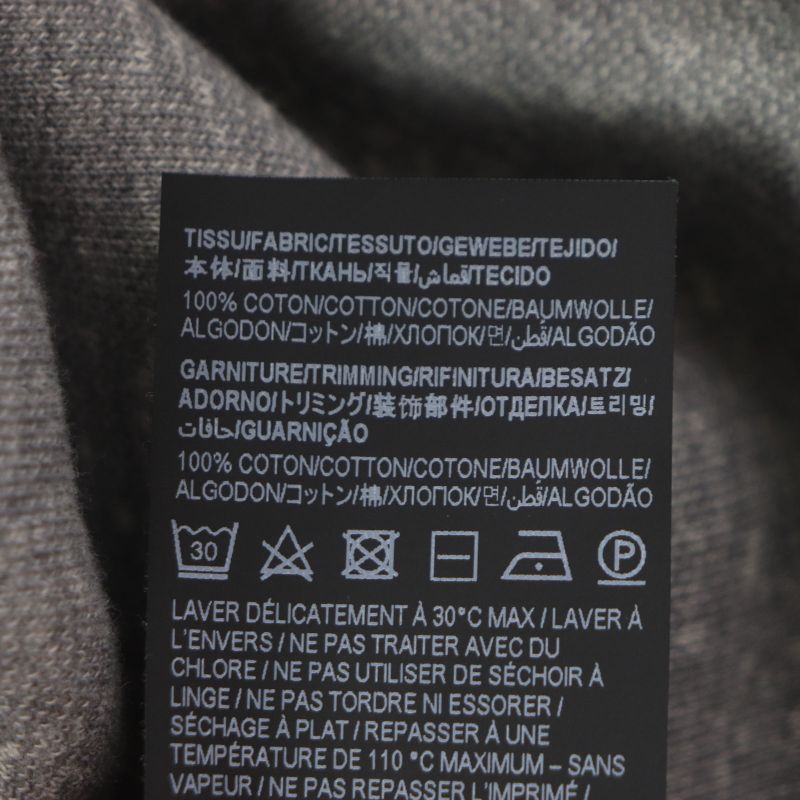 TISSU/FABRIC/TESSUTO/GEWEBE/TEJIDO/
本体/面料/ТКАНЬ/직물/قماش/TECIDO
100% COTON/COTTON/COTONE/BAUMWOLLE/
ALGODON/コットン/棉/ХЛОПОК/면/قُطن/ALGODÃO
GARNITURE/TRIMMING/RIFINITURA/BESATZ/
ADORNO/トリミング/装饰部件/ОТДЕЛКА/트리밍/
حافات/GUARNIÇÃO
100% COTON/COTTON/COTONE/BAUMWOLLE/
ALGODON/コットン/棉/ХЛОПОК/면/قُطن/ALGODÃO
30 P
LAVER DÉLICATEMENT À 30°C MAX / LAVER À
L'ENVERS / NE PAS TRAITER AVEC DU
CHLORE / NE PAS UTILISER DE SÉCHOIR À
LINGE / NE PAS TORDRE NI ESSORER /
SÉCHAGE À PLAT / REPASSER À UNE
TEMPÉRATURE DE 110 °C MAXIMUM – SANS
VAPEUR / NE PAS REPASSER L'IMPRIMÉ /